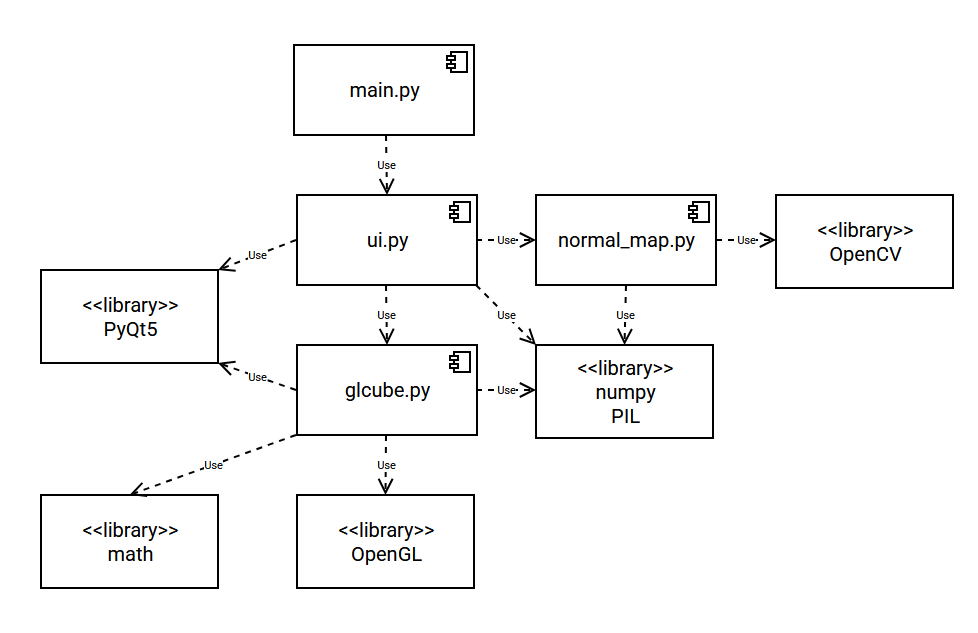 main.py
Use
ui.py
Use
normal_map.py
Use
<<library>>
OpenCV
Use
<<library>>
PyQt5
Use
Use
Use
Use
glcube.py
Use
<<library>>
numpy
PIL
Use
Use
<<library>>
math
<<library>>
OpenGL